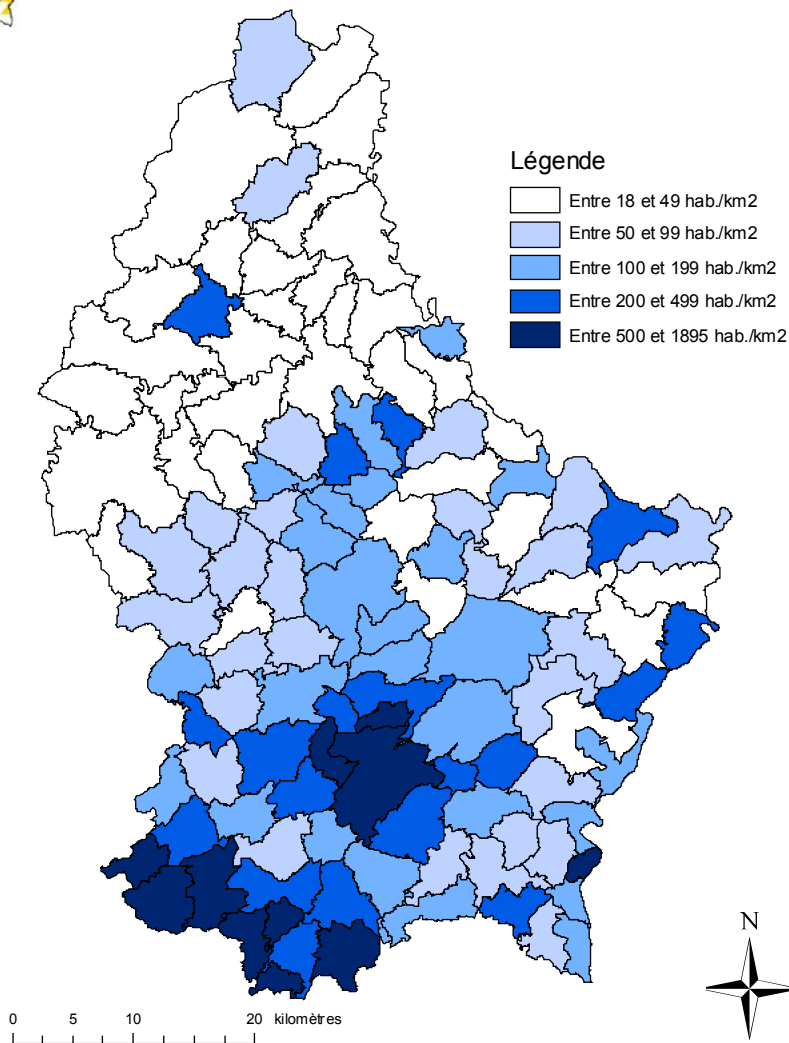 Légende
Entre 18 et 49 hab./km2
Entre 50 et 99 hab./km2
Entre 100 et 199 hab./km2
Entre 200 et 499 hab./km2
Entre 500 et 1895 hab./km2
N
0 5 10 20 kilomètres